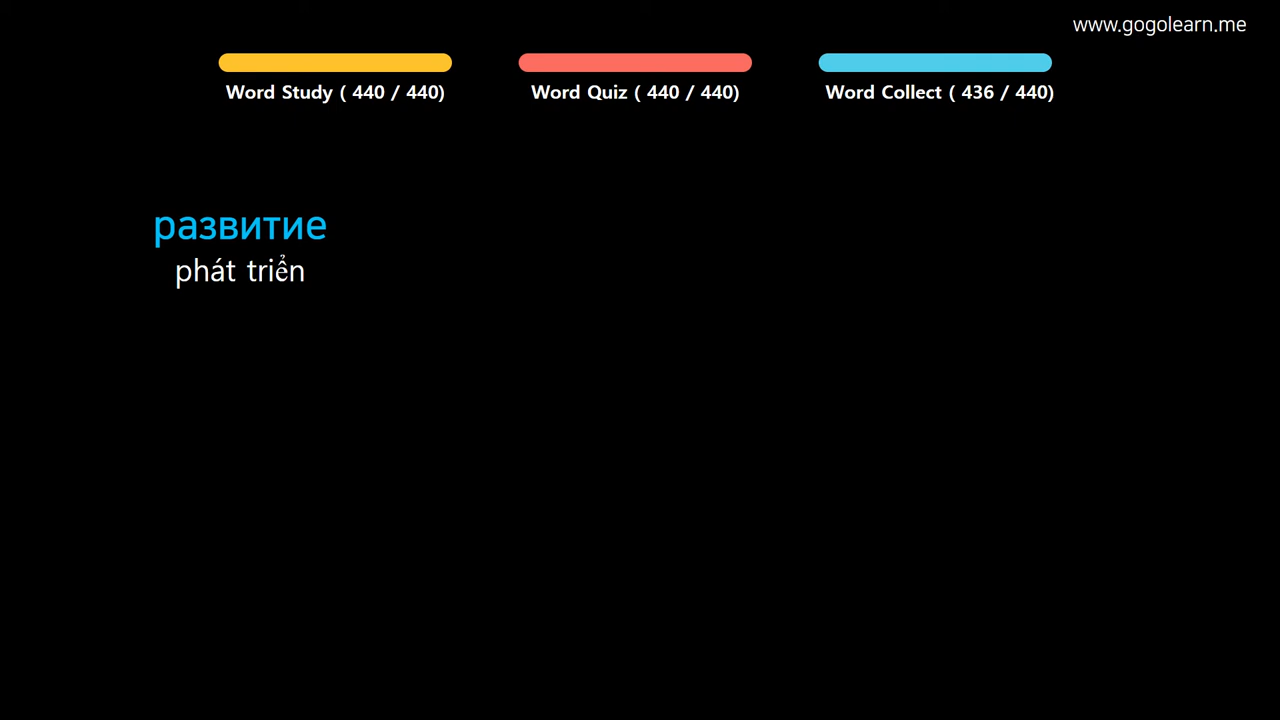 www.gogolearn.me
Word Study ( 440 / 440)
Word Quiz ( 440 / 440)
Word Collect ( 436 / 440)
развитие
phát triển